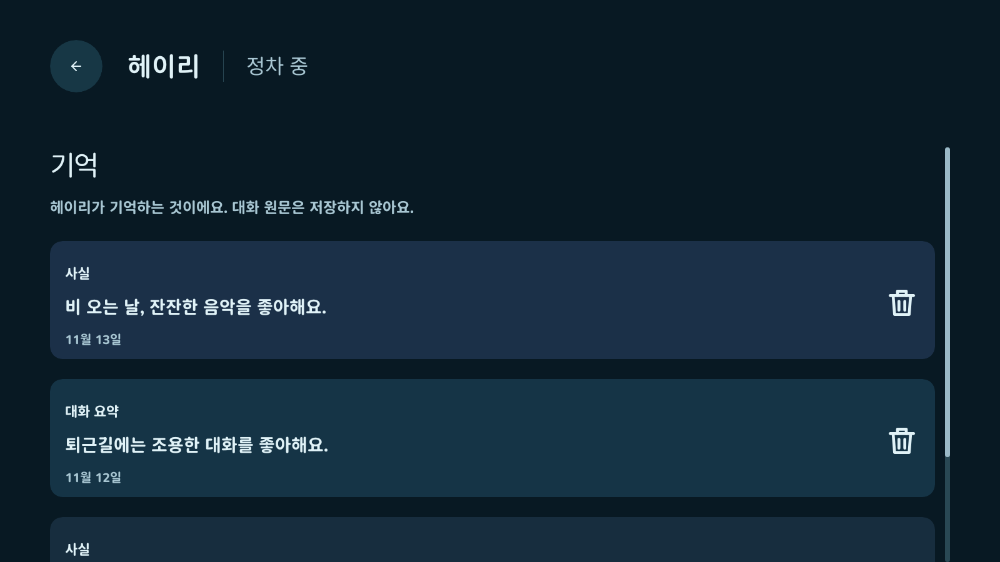 헤이리
정차 중
기억
헤이리가 기억하는 것이에요. 대화 원문은 저장하지 않아요.
사실
비 오는 날, 잔잔한 음악을 좋아해요.
11월 13일
대화 요약
퇴근길에는 조용한 대화를 좋아해요.
11월 12일
사실